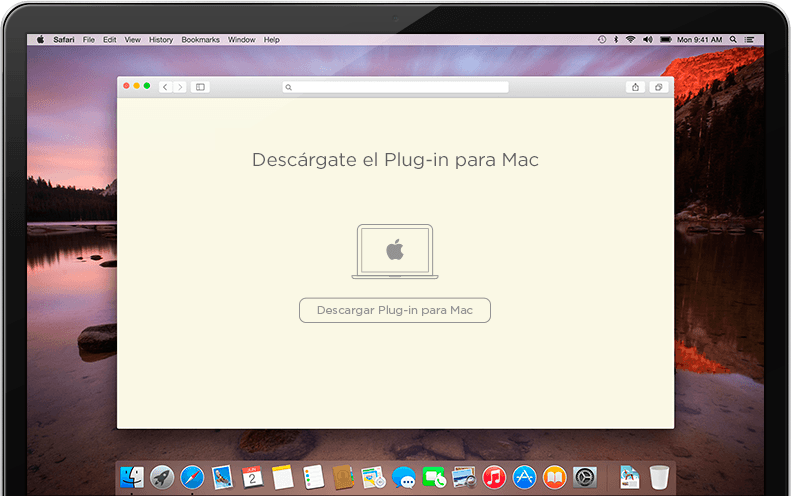 Safari File Edit View History Bookmarks Window Help Mon 9:41 AM
Descárgate el Plug-in para Mac
Descargar Plug-in para Mac
2